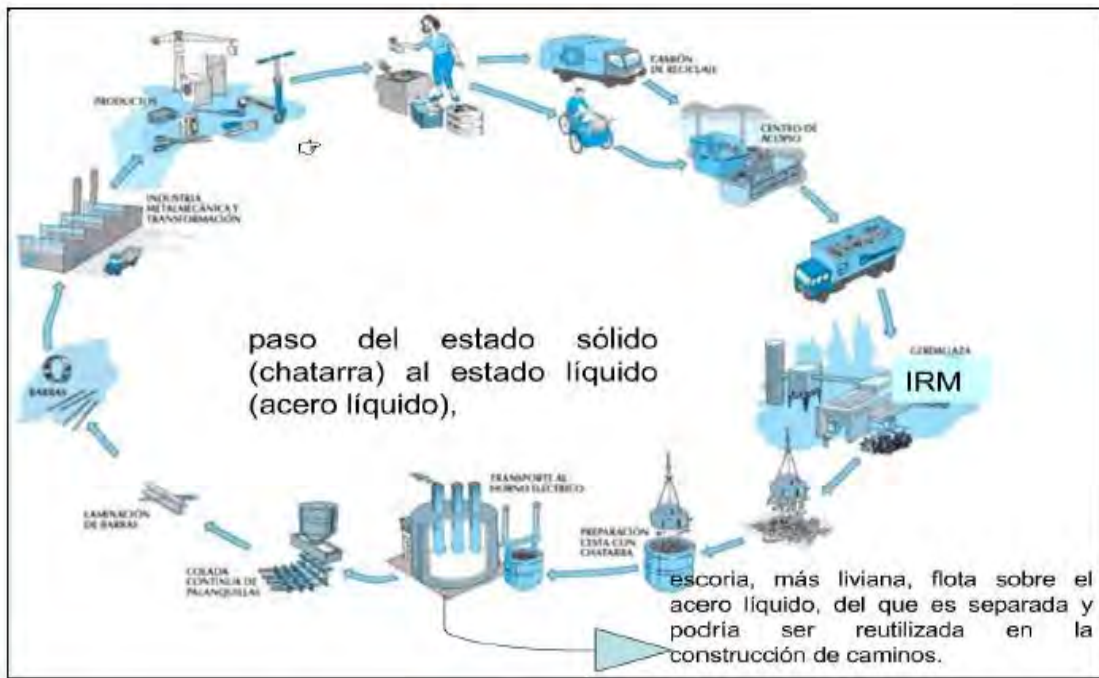 PRODUCTOS
CAMIÓN
DE RECICLAJE
CENTRO DE
ACOPIO
INDUSTRIA
METALMECÁNICA Y
TRANSFORMACIÓN
IRM
paso del estado sólido
(chatarra) al estado líquido
(acero líquido),
BARRAS
TRANSPORTE AL
HORNO ELÉCTRICO
PREPARACIÓN
CESTA CON
CHATARRA
LAMINACIÓN
DE BARRAS
COLADA
CONTINUA DE
PALANQUILLAS
escoria, más liviana, flota sobre el
acero líquido, del que es separada y
podría ser reutilizada en la
construcción de caminos.